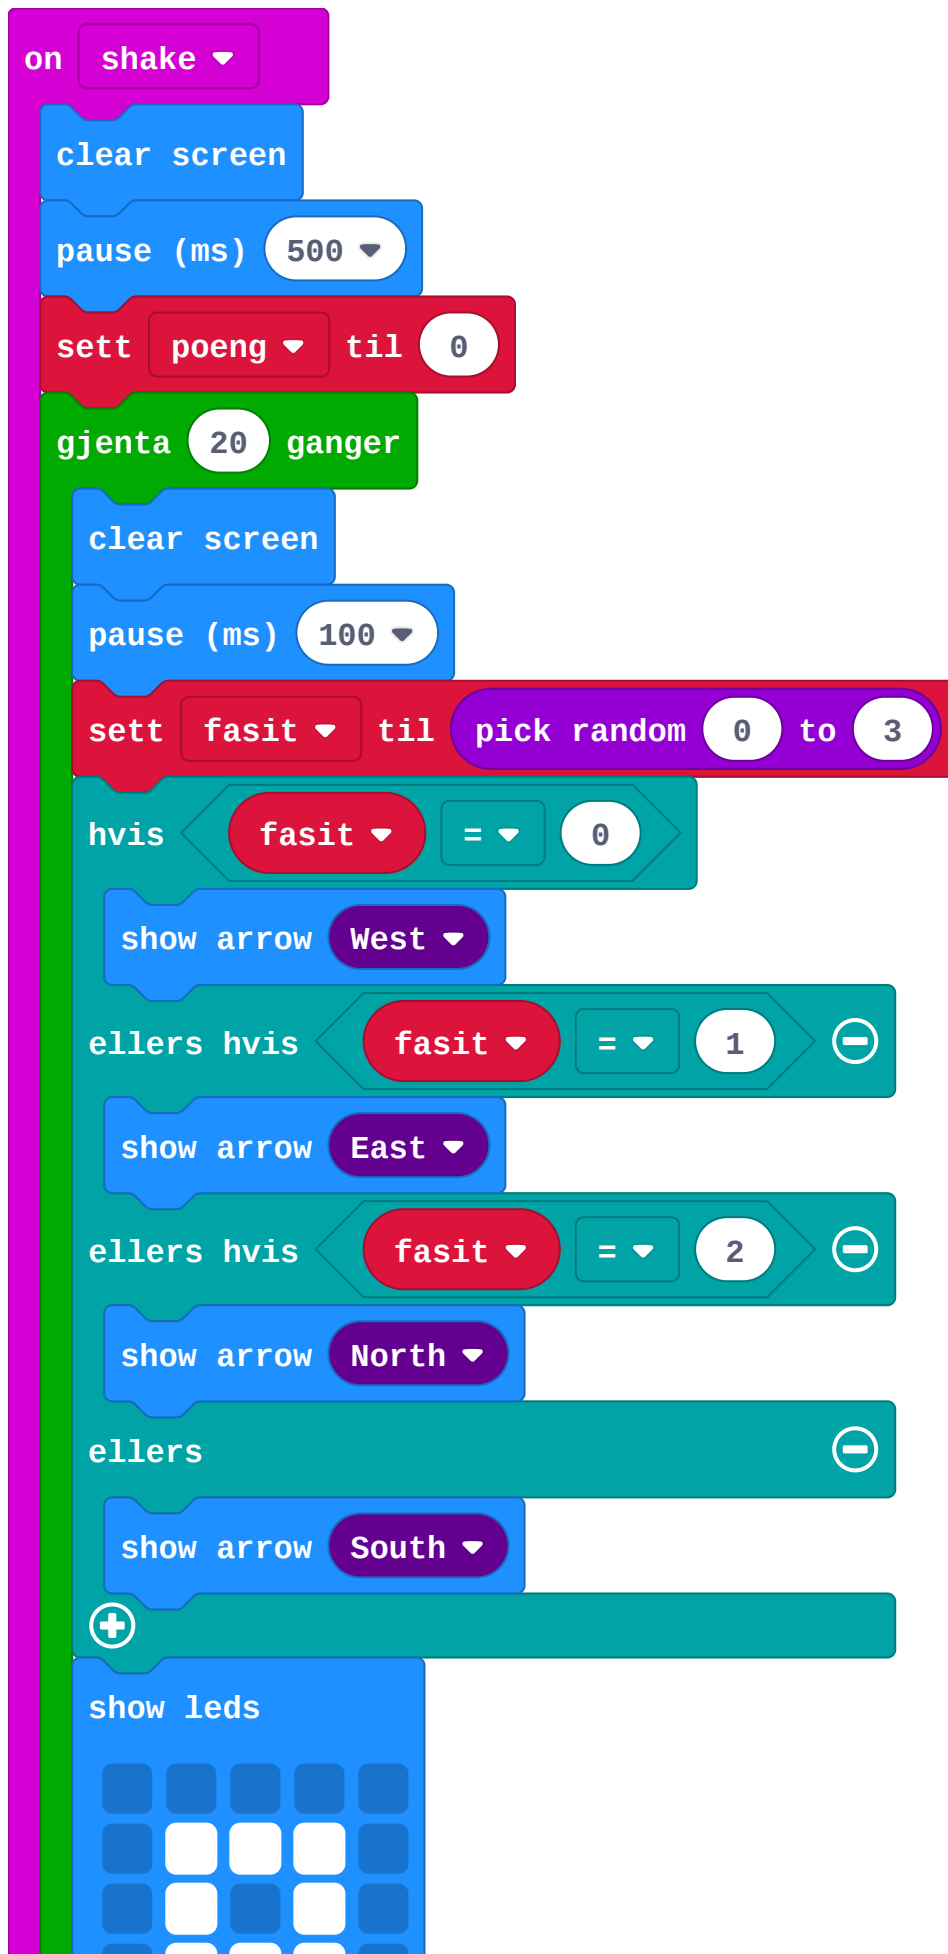 on shake
clear screen
pause (ms) 500
sett poeng til 0
gjenta 20 ganger
clear screen
pause (ms) 100
sett fasit til pick random 0 to 3
hvis fasit = 0
show arrow West
ellers hvis fasit = 1
show arrow East
ellers hvis fasit = 2
show arrow North
ellers
show arrow South
show leds